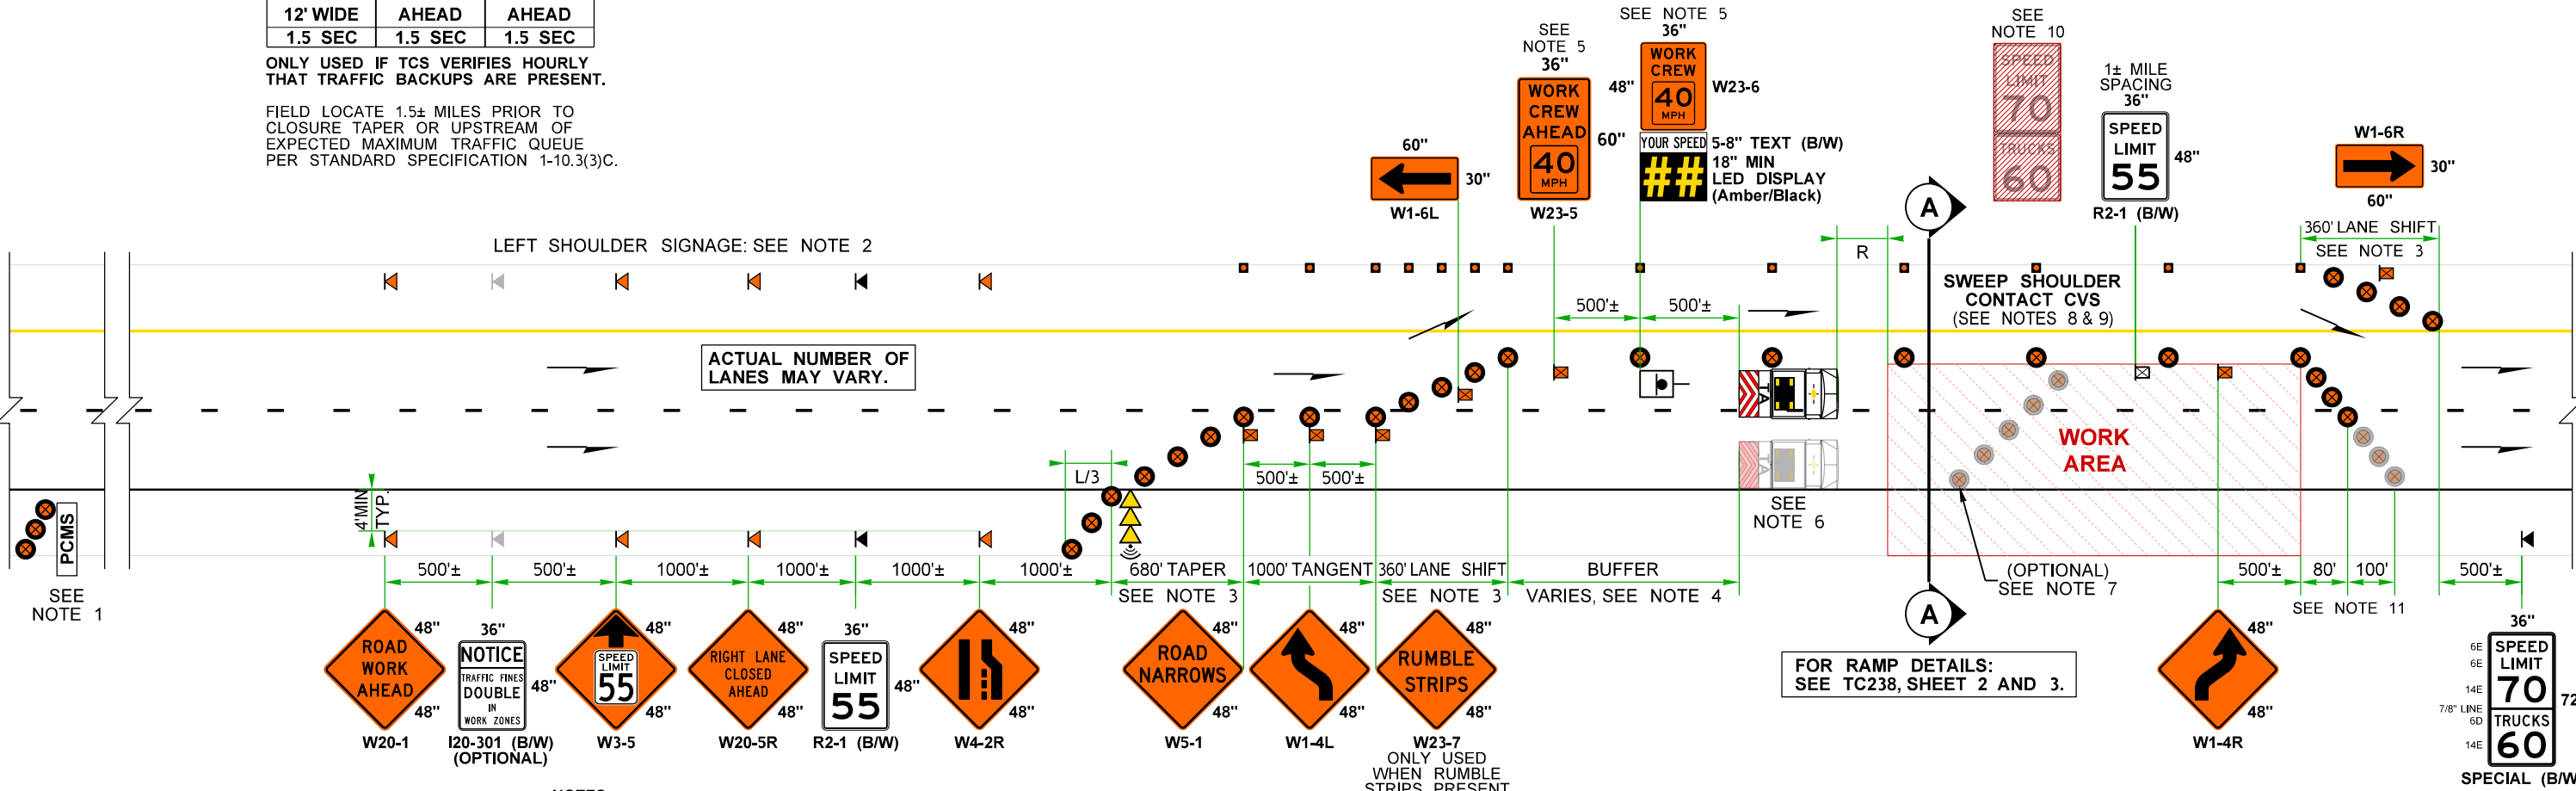 12' WIDE AHEAD AHEAD
1.5 SEC 1.5 SEC 1.5 SEC
ONLY USED IF TCS VERIFIES HOURLY
THAT TRAFFIC BACKUPS ARE PRESENT.
FIELD LOCATE 1.5± MILES PRIOR TO
CLOSURE TAPER OR UPSTREAM OF
EXPECTED MAXIMUM TRAFFIC QUEUE
PER STANDARD SPECIFICATION 1-10.3(3)C.
60"
30"
W1-6L
SEE
NOTE 5
36"
WORK
CREW
AHEAD
40
MPH
60"
W23-5
SEE NOTE 5
36"
WORK
CREW
40
MPH
48"
W23-6
YOUR SPEED
##
5-8" TEXT (B/W)
18" MIN
LED DISPLAY
(Amber/Black)
SEE
NOTE 10
SPEED
LIMIT
70
TRUCKS
60
1± MILE
SPACING
36"
SPEED
LIMIT
55
48"
R2-1 (B/W)
W1-6R
30"
60"
360' LANE SHIFT
SEE NOTE 3
LEFT SHOULDER SIGNAGE: SEE NOTE 2
R
A
SWEEP SHOULDER
CONTACT CVS
(SEE NOTES 8 & 9)
500'±
500'±
ACTUAL NUMBER OF
LANES MAY VARY.
TA
WORK
AREA
L/3
500'±
500'±
4'MIN
TYP.
PCMS
SEE
NOTE 1
SEE
NOTE 6
500'±
500'±
1000'±
1000'±
1000'±
1000'±
680' TAPER
SEE NOTE 3
1000' TANGENT
360' LANE SHIFT
SEE NOTE 3
BUFFER
VARIES, SEE NOTE 4
(OPTIONAL)
SEE NOTE 7
500'±
80'
100'
SEE NOTE 11
500'±
A
ROAD
WORK
AHEAD
48"
48"
W20-1
36"
NOTICE
TRAFFIC FINES
DOUBLE
IN
WORK ZONES
48"
I20-301 (B/W)
(OPTIONAL)
SPEED
LIMIT
55
48"
48"
W3-5
RIGHT LANE
CLOSED
AHEAD
48"
48"
W20-5R
36"
SPEED
LIMIT
55
48"
R2-1 (B/W)
48"
48"
W4-2R
ROAD
NARROWS
48"
48"
W5-1
48"
48"
W1-4L
RUMBLE
STRIPS
48"
48"
W23-7
ONLY USED
WHEN RUMBLE
STRIPS PRESENT
FOR RAMP DETAILS:
SEE TC238, SHEET 2 AND 3.
48"
48"
W1-4R
36"
6E
6E
14E
7/8" LINE
6D
14E
SPEED
LIMIT
70
TRUCKS
60
72
SPECIAL (B/W
NOTES